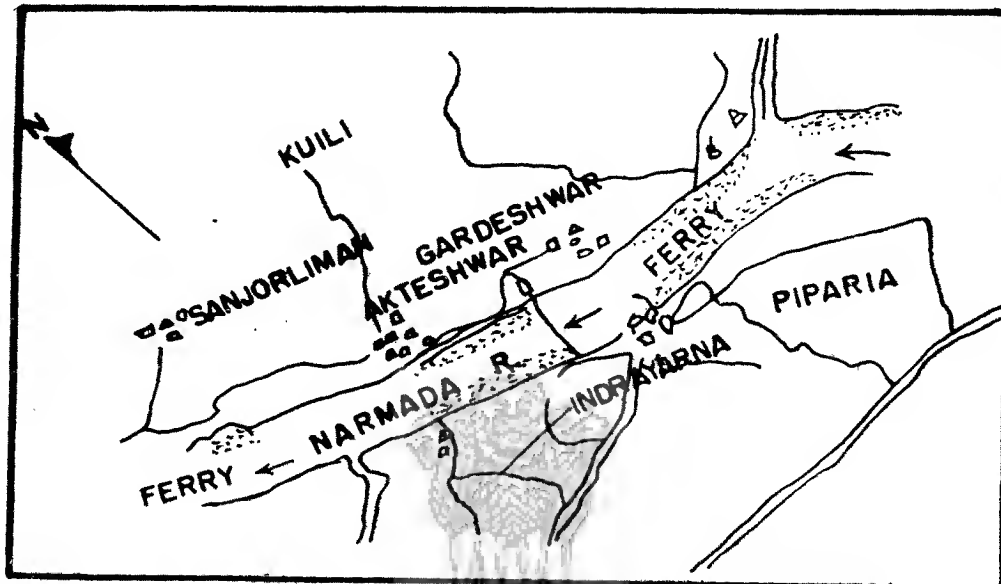 N
KUILI
SANJORLIMAN
GARDESHWAR
AKTESHWAR
FERRY
PIPARIA
INDRAYARNA
NARMADA R.
FERRY